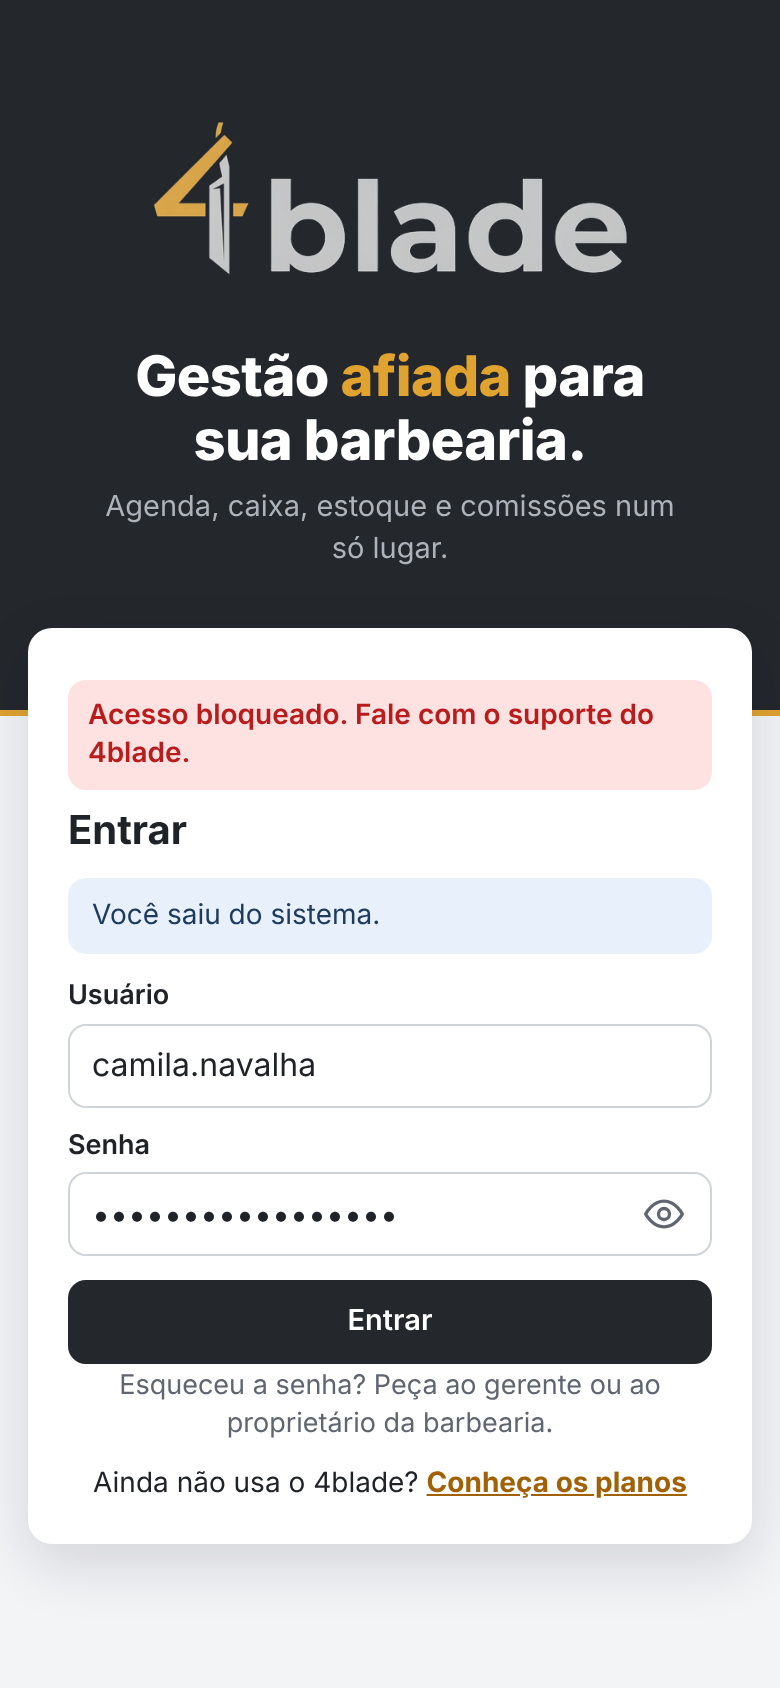 4blade
Gestão afiada para
sua barbearia.
Agenda, caixa, estoque e comissões num
só lugar.
Acesso bloqueado. Fale com o suporte do
4blade.
Entrar
Você saiu do sistema.
Usuário
camila.navalha
Senha
•••••••••••••••••
Entrar
Esqueceu a senha? Peça ao gerente ou ao
proprietário da barbearia.
Ainda não usa o 4blade? Conheça os planos